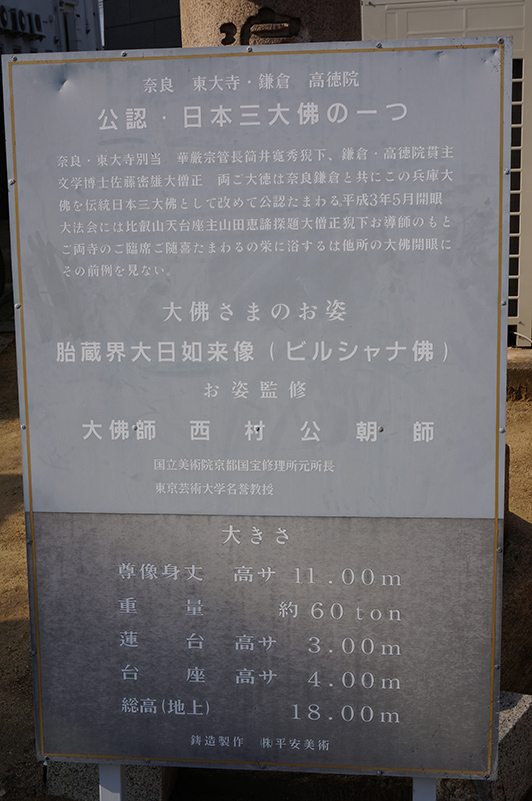 奈良　東大寺・鎌倉　高徳院
公認・日本三大佛の一つ
奈良・東大寺別当　華厳宗管長筒井寛秀猊下、鎌倉・高徳院貫主
文学博士佐藤密雄大僧正　両ご大徳は奈良鎌倉と共にこの兵庫大
佛を伝統日本三大佛として改めて公認たまわる平成3年5月開眼
大法会には比叡山天台座主山田恵諦探題大僧正猊下お導師のもと
ご両寺のご臨席ご随喜たまわるの栄に浴するは他所の大佛開眼に
その前例を見ない。
大佛さまのお姿
胎蔵界大日如来像(ビルシャナ佛)
お姿監修
大佛師　西村公朝師
国立美術院京都国宝修理所元所長
東京芸術大学名誉教授
大きさ
尊像身丈　高サ 11.00m
重量　約60ton
蓮台　高サ 3.00m
台座　高サ 4.00m
総高(地上)　18.00m
鋳造製作　㈱平安美術